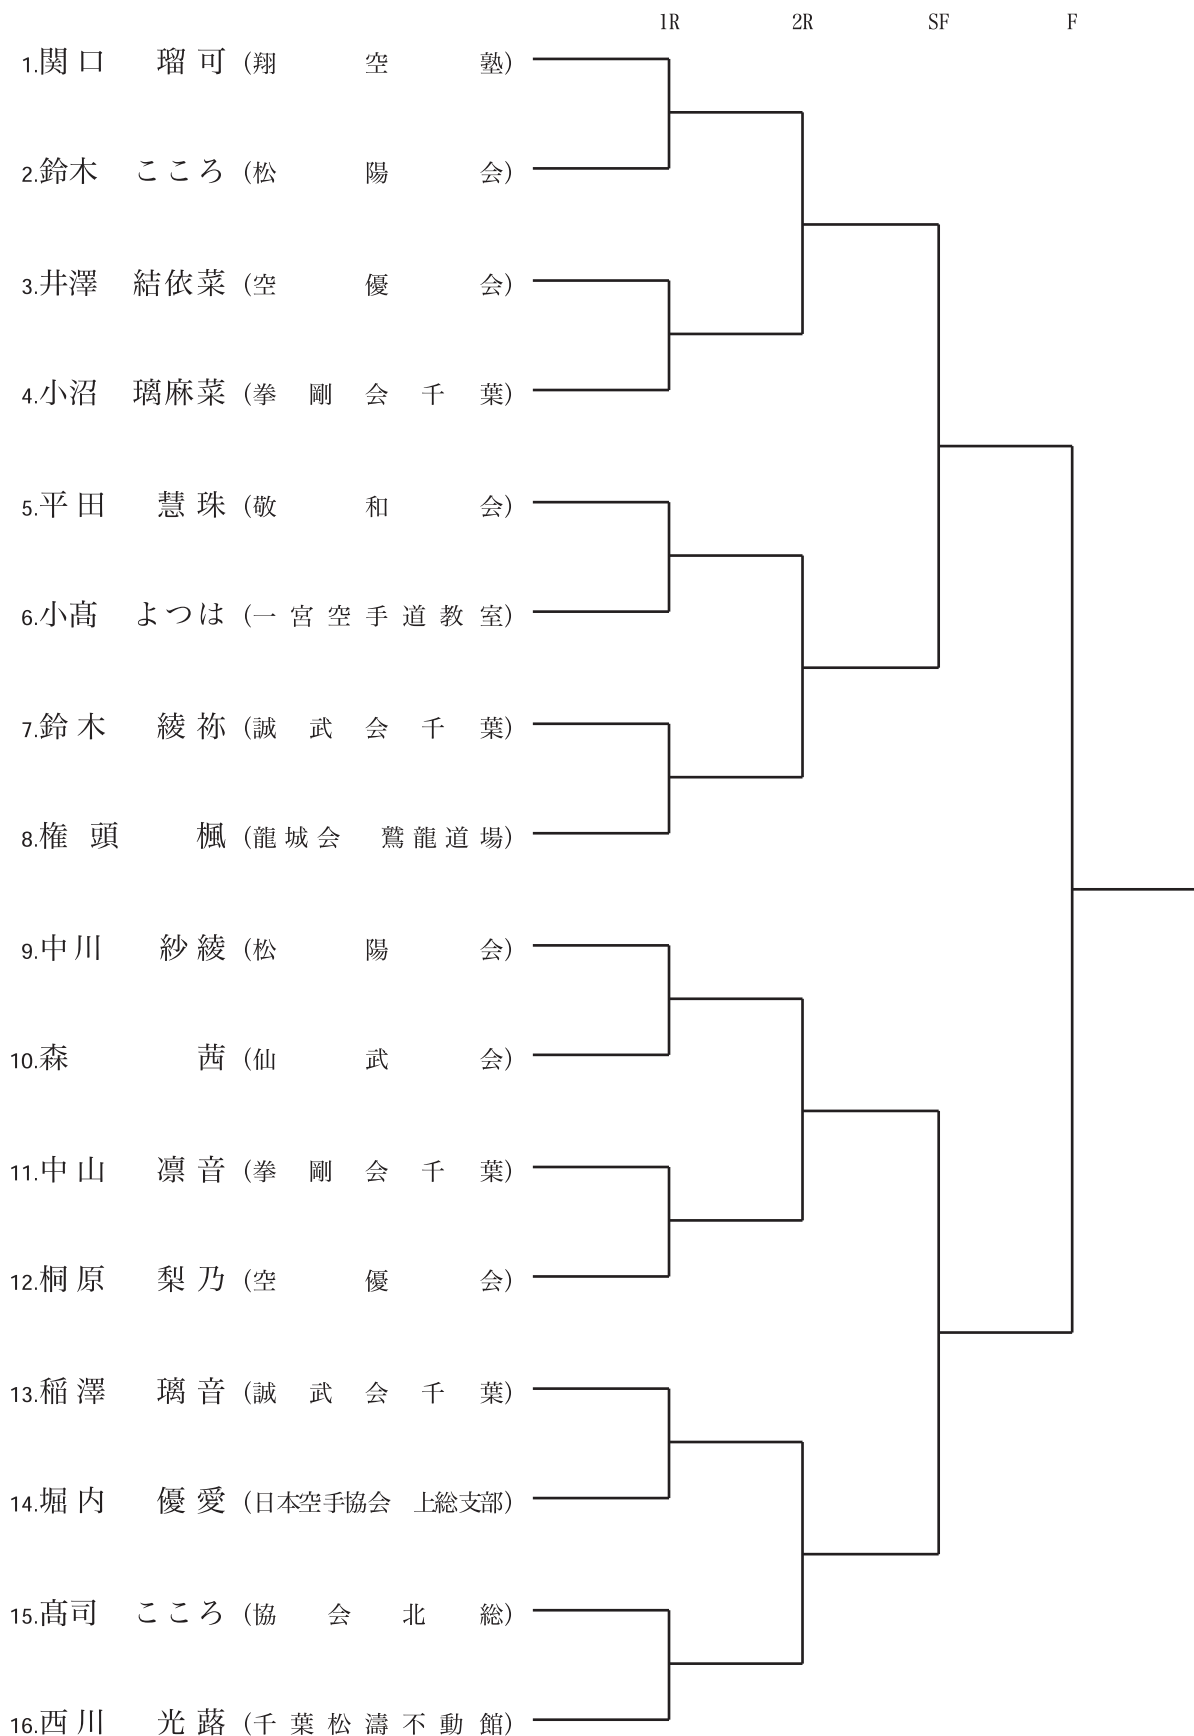 1R 2R SF F
1.関口 瑠可 (翔空塾)
2.鈴木 こころ (松陽会)
3.井澤 結依菜 (空優会)
4.小沼 璃麻菜 (拳剛会千葉)
5.平田 慧珠 (敬和会)
6.小髙 よつは (一宮空手道教室)
7.鈴木 綾祢 (誠武会千葉)
8.権頭 楓 (龍城会 鷲龍道場)
9.中川 紗綾 (松陽会)
10.森 茜 (仙武会)
11.中山 凛音 (拳剛会千葉)
12.桐原 梨乃 (空優会)
13.稲澤 璃音 (誠武会千葉)
14.堀内 優愛 (日本空手協会 上総支部)
15.髙司 こころ (協会北総)
16.西川 光蕗 (千葉松濤不動館)